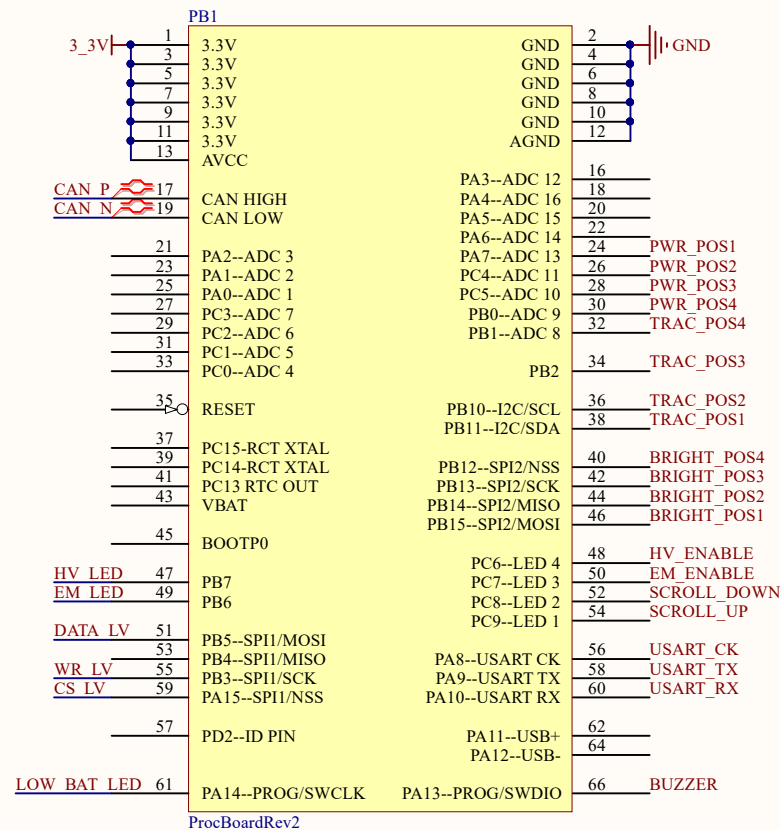 PB1
3_3V 1 3.3V GND 2 GND
3 3.3V GND 4
5 3.3V GND 6
7 3.3V GND 8
9 3.3V GND 10
11 3.3V AGND 12
13 AVCC
PA3--ADC 12 16
CAN_P 17 CAN HIGH PA4--ADC 16 18
CAN_N 19 CAN LOW PA5--ADC 15 20
PA6--ADC 14 22
21 PA2--ADC 3 PA7--ADC 13 24 PWR_POS1
23 PA1--ADC 2 PC4--ADC 11 26 PWR_POS2
25 PA0--ADC 1 PC5--ADC 10 28 PWR_POS3
27 PC3--ADC 7 PB0--ADC 9 30 PWR_POS4
29 PC2--ADC 6 PB1--ADC 8 32 TRAC_POS4
31 PC1--ADC 5
33 PC0--ADC 4 PB2 34 TRAC_POS3
35 RESET PB10--I2C/SCL 36 TRAC_POS2
PB11--I2C/SDA 38 TRAC_POS1
37 PC15-RCT XTAL
39 PC14-RCT XTAL PB12--SPI2/NSS 40 BRIGHT_POS4
41 PC13 RTC OUT PB13--SPI2/SCK 42 BRIGHT_POS3
43 VBAT PB14--SPI2/MISO 44 BRIGHT_POS2
PB15--SPI2/MOSI 46 BRIGHT_POS1
45 BOOTP0
PC6--LED 4 48 HV_ENABLE
HV_LED 47 PB7 PC7--LED 3 50 EM_ENABLE
EM_LED 49 PB6 PC8--LED 2 52 SCROLL_DOWN
PC9--LED 1 54 SCROLL_UP
DATA_LV 51 PB5--SPI1/MOSI
53 PB4--SPI1/MISO PA8--USART CK 56 USART_CK
WR_LV 55 PB3--SPI1/SCK PA9--USART TX 58 USART_TX
CS_LV 59 PA15--SPI1/NSS PA10--USART RX 60 USART_RX
57 PD2--ID PIN PA11--USB+ 62
PA12--USB- 64
LOW_BAT_LED 61 PA14--PROG/SWCLK PA13--PROG/SWDIO 66 BUZZER
ProcBoardRev2